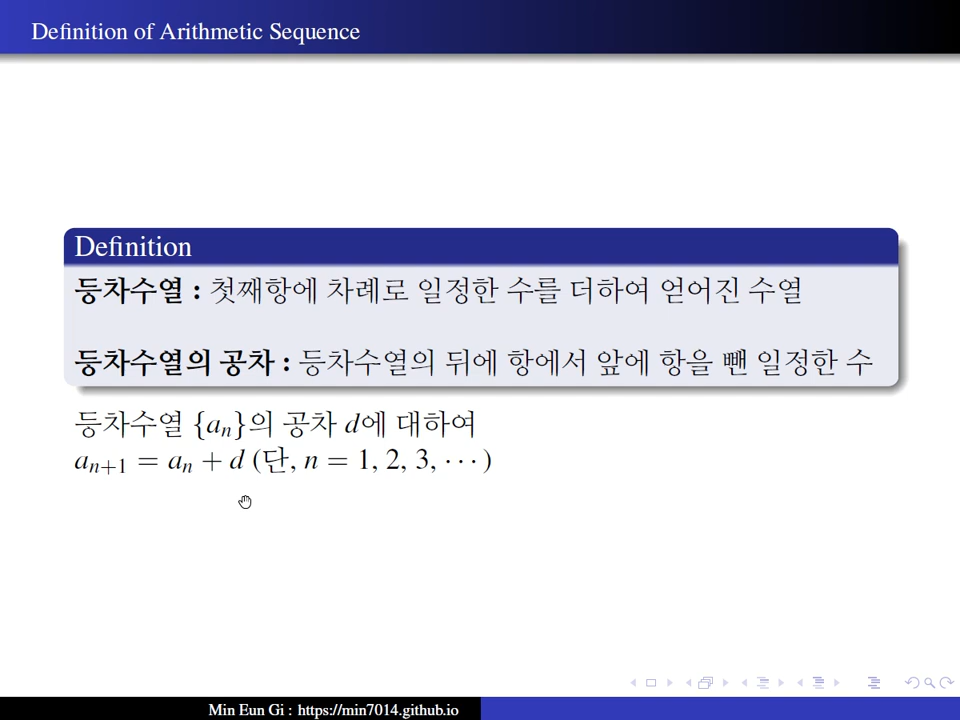 Definition of Arithmetic Sequence
Definition
등차수열 : 첫째항에 차례로 일정한 수를 더하여 얻어진 수열
등차수열의 공차 : 등차수열의 뒤에 항에서 앞에 항을 뺀 일정한 수
등차수열 {aₙ}의 공차 d에 대하여
aₙ₊₁ = aₙ + d (단, n = 1, 2, 3, ⋯ )
Min Eun Gi : https://min7014.github.io